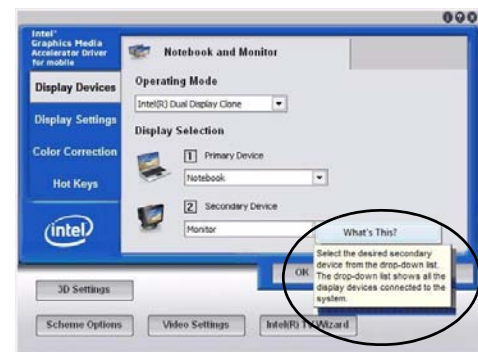 Intel®
Graphics Media
Accelerator Driver
for mobile
Notebook and Monitor
Display Devices
Display Settings
Color Correction
Hot Keys
intel
Operating Mode
Intel(R) Dual Display Clone
Display Selection
1 Primary Device
Notebook
2 Secondary Device
Monitor
What's This?
Select the desired secondary
device from the drop-down list.
The drop-down list shows all the
display devices connected to the
system.
OK
3D Settings
Scheme Options
Video Settings
Intel(R) TV Wizard